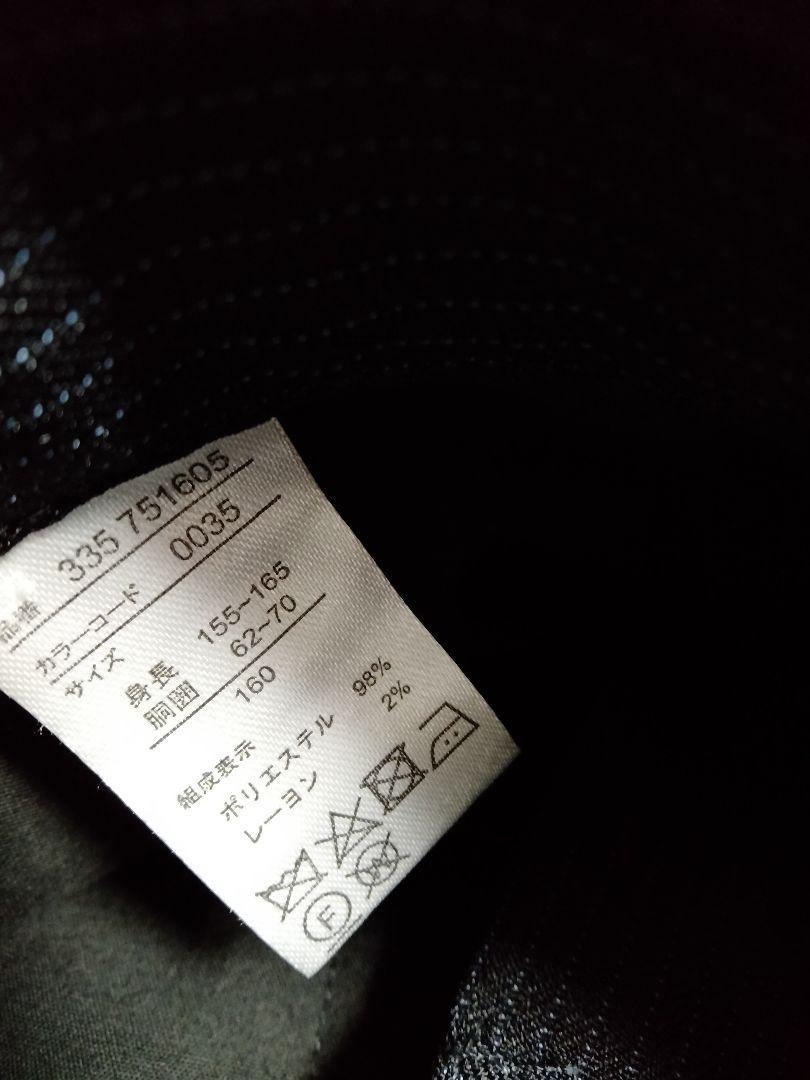 品番 335 751605
カラーコード 0035
サイズ
身長 155~165
胴囲 62~70
160
組成表示
ポリエステル 98%
レーヨン 2%
F W